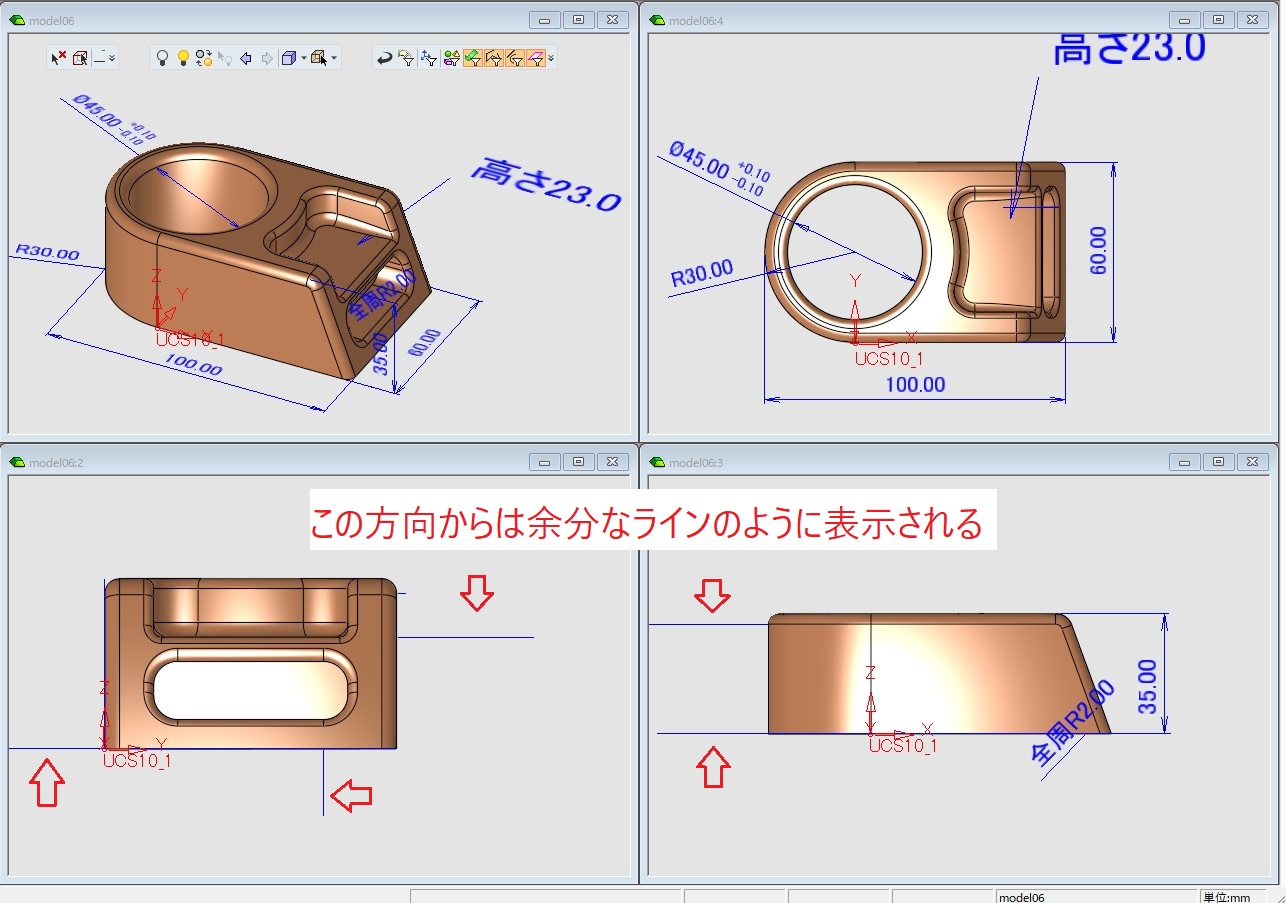 model06
Ø45.00 +0.10 -0.10
高さ23.0
R30.00
Z
Y
X
UCS10_1
全周R2.00
35.00
60.00
100.00
model06:4
高さ23.0
Ø45.00 +0.10 -0.10
R30.00
60.00
Y
Z
X
UCS10_1
100.00
model06:2
model06:3
この方向からは余分なラインのように表示される
Z
X
Y
UCS10_1
Z
Y
X
UCS10_1
35.00
全周R2.00
model06
単位:mm